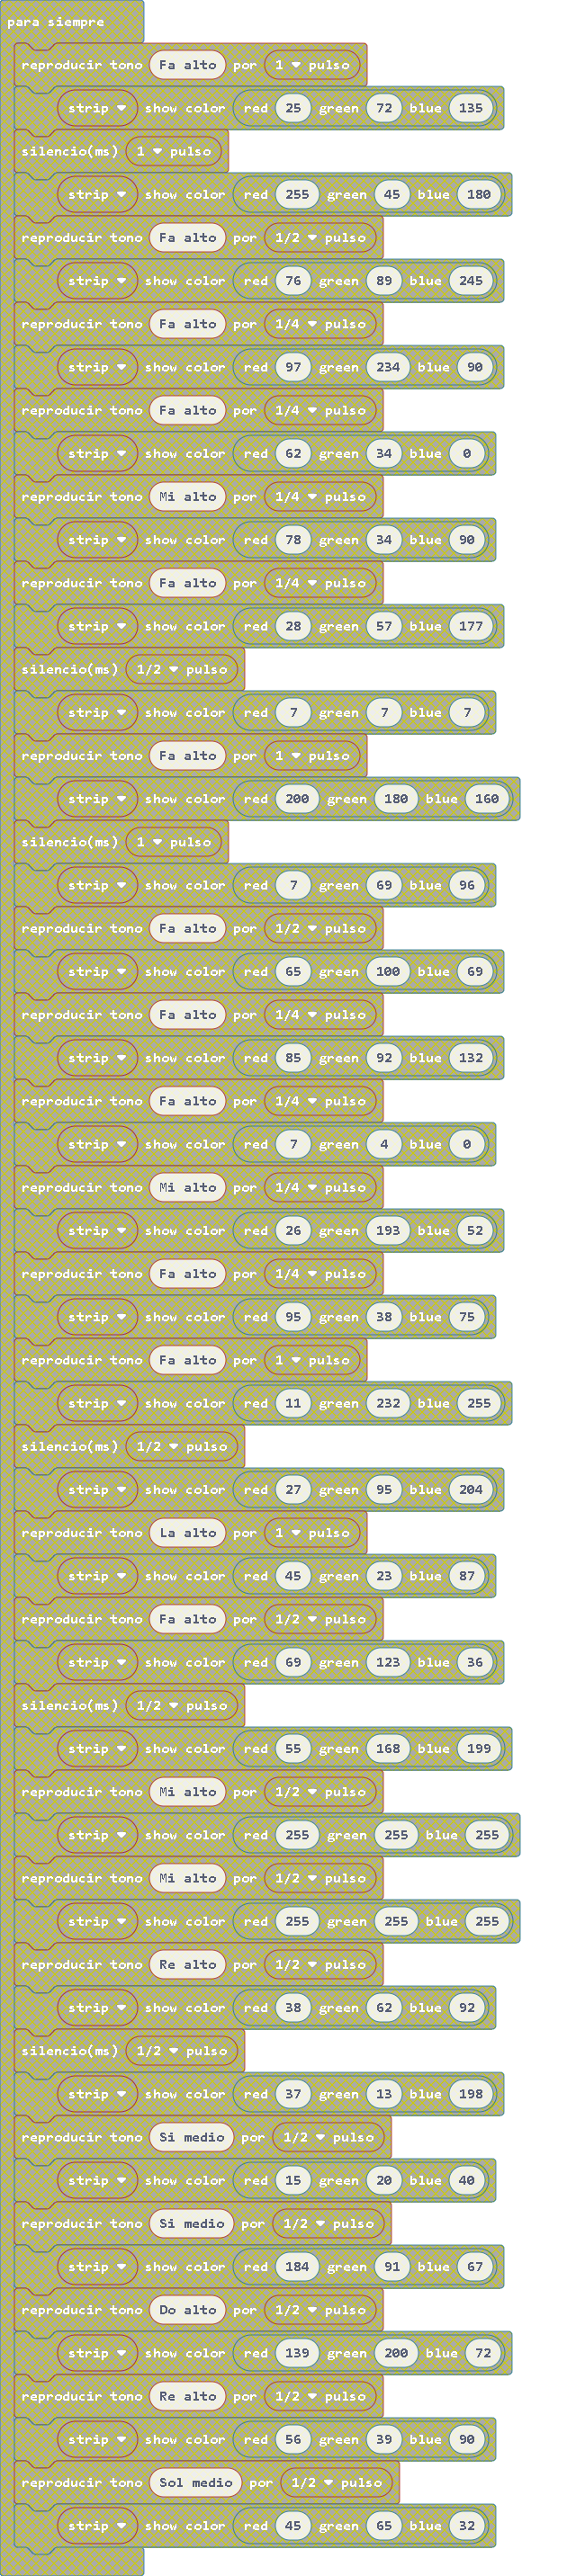 para siempre
reproducir tono Fa alto por 1 pulso
strip show color red 25 green 72 blue 135
silencio(ms) 1 pulso
strip show color red 255 green 45 blue 180
reproducir tono Fa alto por 1/2 pulso
strip show color red 76 green 89 blue 245
reproducir tono Fa alto por 1/4 pulso
strip show color red 97 green 234 blue 90
reproducir tono Fa alto por 1/4 pulso
strip show color red 62 green 34 blue 0
reproducir tono Mi alto por 1/4 pulso
strip show color red 78 green 34 blue 90
reproducir tono Fa alto por 1/4 pulso
strip show color red 28 green 57 blue 177
silencio(ms) 1/2 pulso
strip show color red 7 green 7 blue 7
reproducir tono Fa alto por 1 pulso
strip show color red 200 green 180 blue 160
silencio(ms) 1 pulso
strip show color red 7 green 69 blue 96
reproducir tono Fa alto por 1/2 pulso
strip show color red 65 green 100 blue 69
reproducir tono Fa alto por 1/4 pulso
strip show color red 85 green 92 blue 132
reproducir tono Fa alto por 1/4 pulso
strip show color red 7 green 4 blue 0
reproducir tono Mi alto por 1/4 pulso
strip show color red 26 green 193 blue 52
reproducir tono Fa alto por 1/4 pulso
strip show color red 95 green 38 blue 75
reproducir tono Fa alto por 1 pulso
strip show color red 11 green 232 blue 255
silencio(ms) 1/2 pulso
strip show color red 27 green 95 blue 204
reproducir tono La alto por 1 pulso
strip show color red 45 green 23 blue 87
reproducir tono Fa alto por 1/2 pulso
strip show color red 69 green 123 blue 36
silencio(ms) 1/2 pulso
strip show color red 55 green 168 blue 199
reproducir tono Mi alto por 1/2 pulso
strip show color red 255 green 255 blue 255
reproducir tono Mi alto por 1/2 pulso
strip show color red 255 green 255 blue 255
reproducir tono Re alto por 1/2 pulso
strip show color red 38 green 62 blue 92
silencio(ms) 1/2 pulso
strip show color red 37 green 13 blue 198
reproducir tono Si medio por 1/2 pulso
strip show color red 15 green 20 blue 40
reproducir tono Si medio por 1/2 pulso
strip show color red 184 green 91 blue 67
reproducir tono Do alto por 1/2 pulso
strip show color red 139 green 200 blue 72
reproducir tono Re alto por 1/2 pulso
strip show color red 56 green 39 blue 90
reproducir tono Sol medio por 1/2 pulso
strip show color red 45 green 65 blue 32